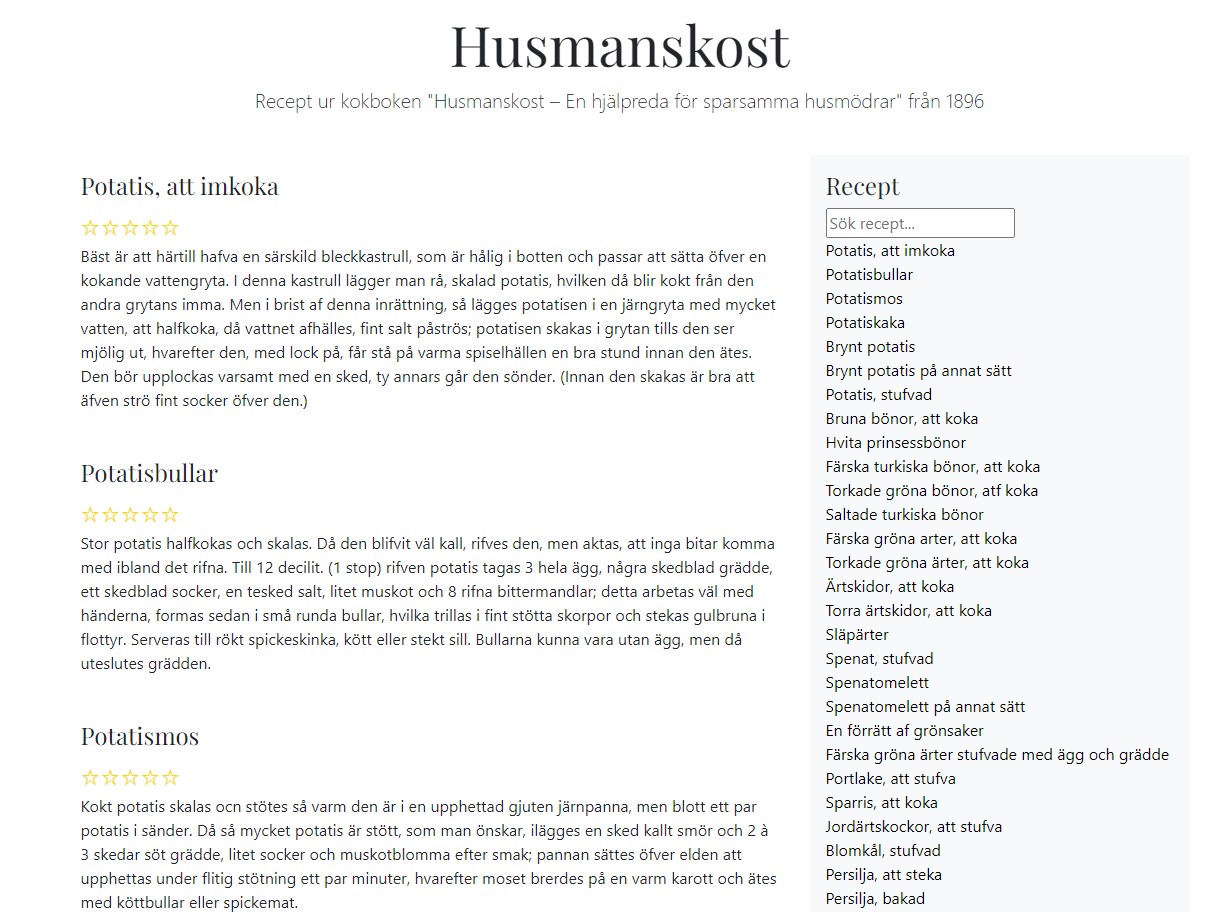 Husmanskost
Recept ur kokboken "Husmanskost – En hjälpreda för sparsamma husmödrar" från 1896
Potatis, att imkoka
☆☆☆☆☆
Bäst är att härtill hafva en särskild bleckkastrull, som är hålig i botten och passar att sätta öfver en
kokande vattengryta. I denna kastrull lägger man rå, skalad potatis, hvilken då blir kokt från den
andra grytans imma. Men i brist af denna inrättning, så lägges potatisen i en järngryta med mycket
vatten, att halfkoka, då vattnet afhälles, fint salt påströs; potatisen skakas i grytan tills den ser
mjölig ut, hvarefter den, med lock på, får stå på varma spiselhällen en bra stund innan den ätes.
Den bör upplockas varsamt med en sked, ty annars går den sönder. (Innan den skakas är bra att
äfven strö fint socker öfver den.)
Potatisbullar
☆☆☆☆☆
Stor potatis halfkokas och skalas. Då den blifvit väl kall, rifves den, men aktas, att inga bitar komma
med ibland det rifna. Till 12 decilit. (1 stop) rifven potatis tagas 3 hela ägg, några skedblad grädde,
ett skedblad socker, en tesked salt, litet muskot och 8 rifna bittermandlar; detta arbetas väl med
händerna, formas sedan i små runda bullar, hvilka trillas i fint stötta skorpor och stekas gulbruna i
flottyr. Serveras till rökt spickeskinka, kött eller stekt sill. Bullarna kunna vara utan ägg, men då
uteslutes grädden.
Potatismos
☆☆☆☆☆
Kokt potatis skalas ocn stötes så varm den är i en upphettad gjuten järnpanna, men blott ett par
potatis i sänder. Då så mycket potatis är stött, som man önskar, ilägges en sked kallt smör och 2 à
3 skedar söt grädde, litet socker och muskotblomma efter smak; pannan sättes öfver elden att
upphettas under flitig stötning ett par minuter, hvarefter moset brerdes på en varm karott och ätes
med köttbullar eller spickemat.
Recept
Sök recept...
Potatis, att imkoka
Potatisbullar
Potatismos
Potatiskaka
Brynt potatis
Brynt potatis på annat sätt
Potatis, stufvad
Bruna bönor, att koka
Hvita prinsessbönor
Färska turkiska bönor, att koka
Torkade gröna bönor, atf koka
Saltade turkiska bönor
Färska gröna arter, att koka
Torkade gröna ärter, att koka
Ärtskidor, att koka
Torra ärtskidor, att koka
Släpärter
Spenat, stufvad
Spenatomelett
Spenatomelett på annat sätt
En förrätt af grönsaker
Färska gröna ärter stufvade med ägg och grädde
Portlake, att stufva
Sparris, att koka
Jordärtskockor, att stufva
Blomkål, stufvad
Persilja, att steka
Persilja, bakad